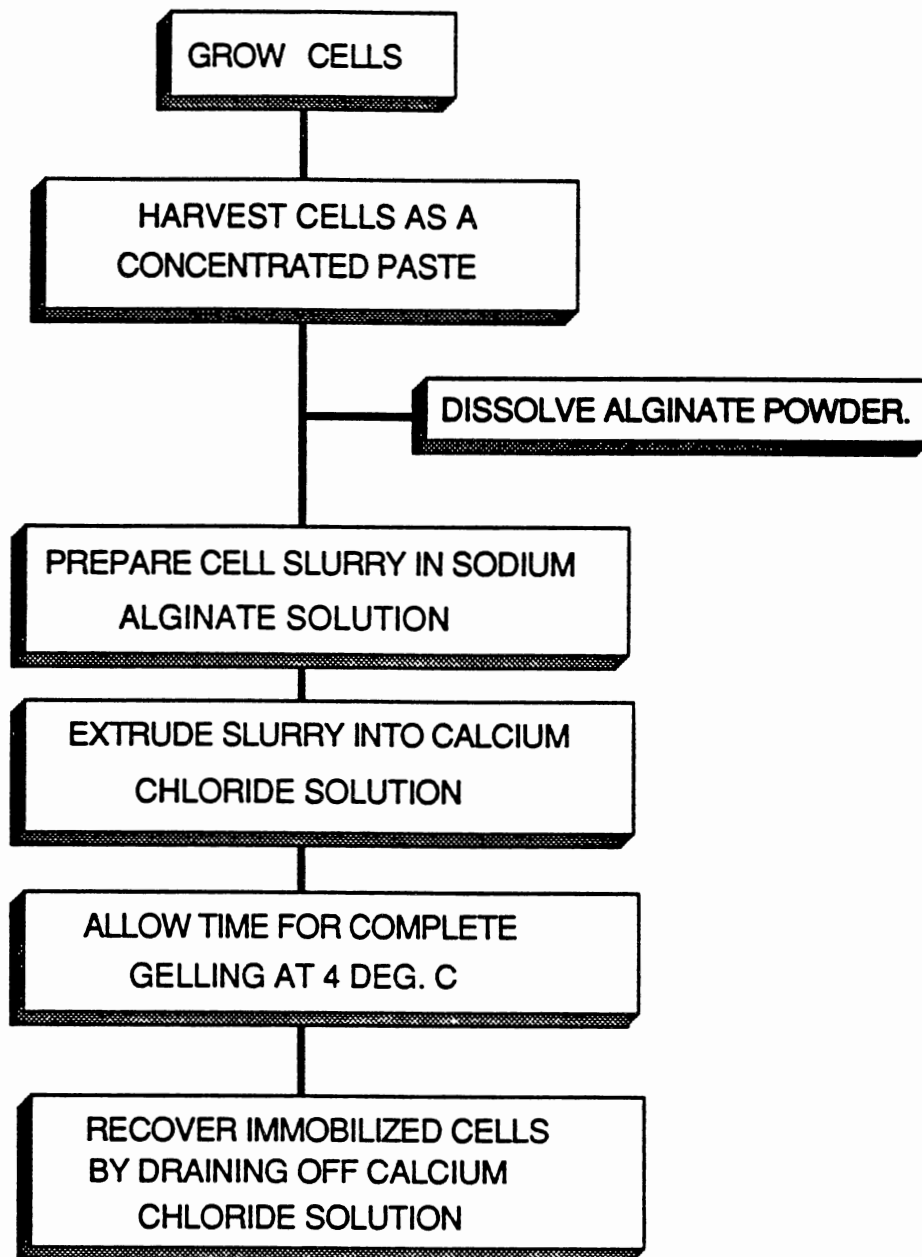 GROW CELLS
HARVEST CELLS AS A
CONCENTRATED PASTE
DISSOLVE ALGINATE POWDER.
PREPARE CELL SLURRY IN SODIUM
ALGINATE SOLUTION
EXTRUDE SLURRY INTO CALCIUM
CHLORIDE SOLUTION
ALLOW TIME FOR COMPLETE
GELLING AT 4 DEG. C
RECOVER IMMOBILIZED CELLS
BY DRAINING OFF CALCIUM
CHLORIDE SOLUTION